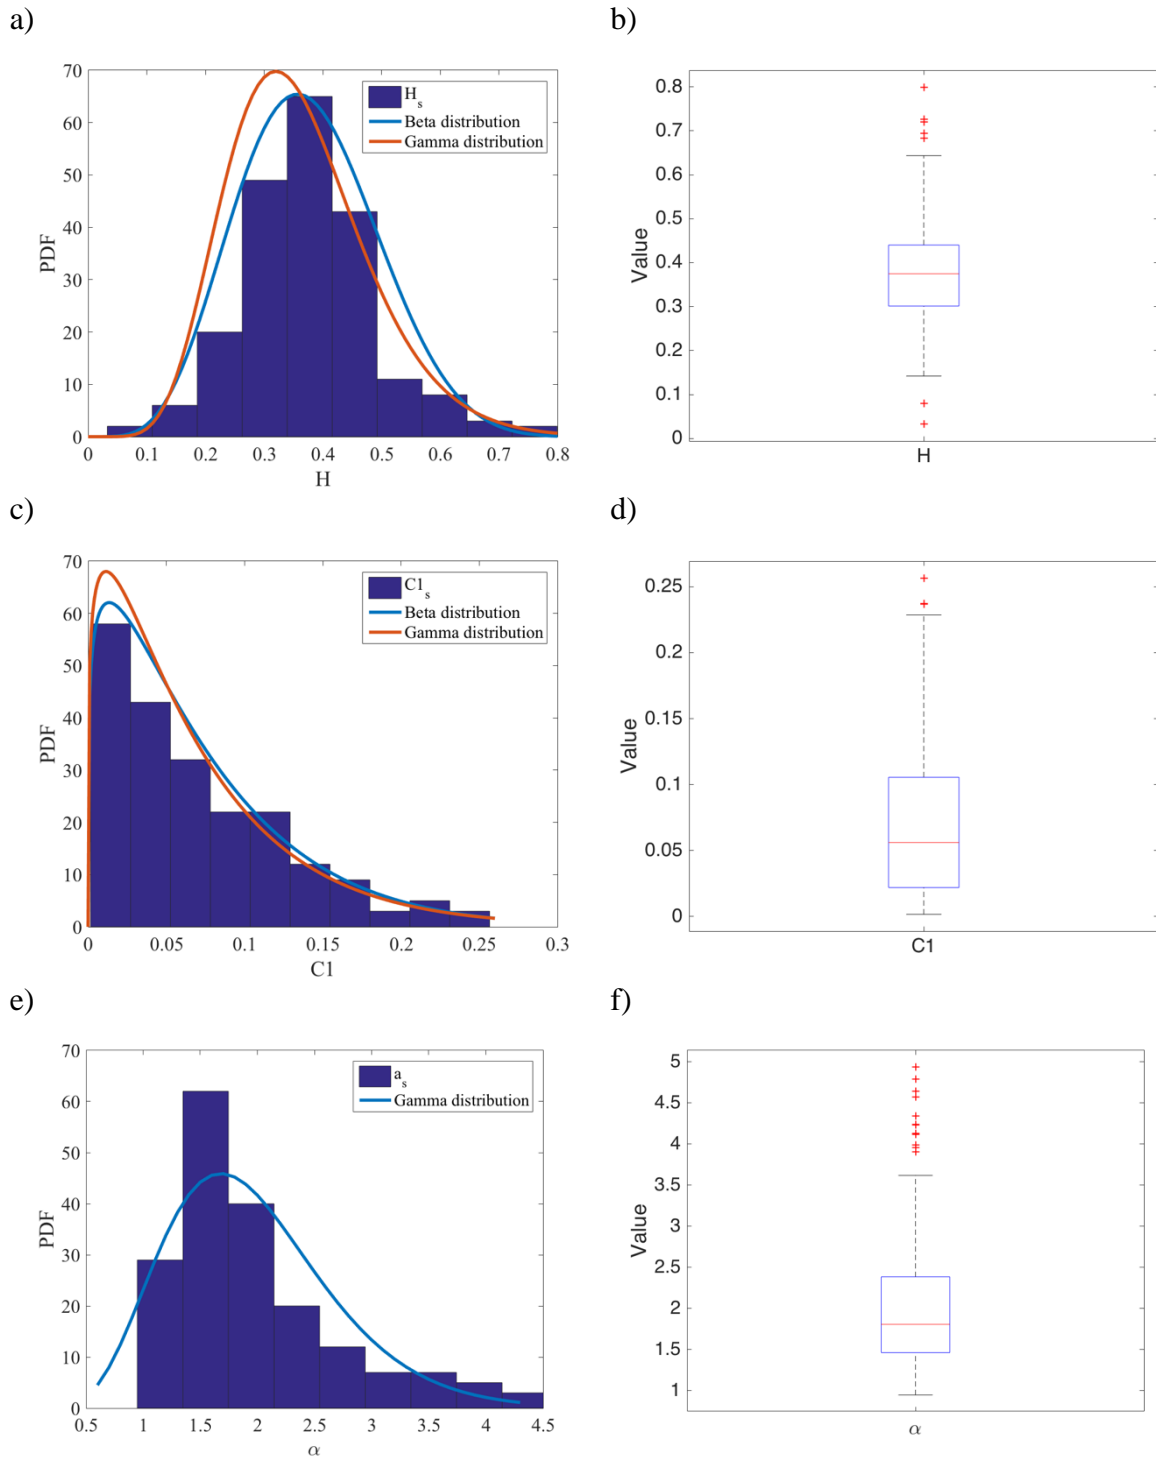 a)
70
60
50
40
30
20
10
0
PDF
H
s
Beta distribution
Gamma distribution
0 0.1 0.2 0.3 0.4 0.5 0.6 0.7 0.8
H
b)
0.8
0.7
0.6
0.5
0.4
0.3
0.2
0.1
0
Value
H
c)
70
60
50
40
30
20
10
0
PDF
C1
s
Beta distribution
Gamma distribution
0 0.05 0.1 0.15 0.2 0.25 0.3
C1
d)
0.25
0.2
0.15
0.1
0.05
0
Value
C1
e)
70
60
50
40
30
20
10
0
PDF
a
s
Gamma distribution
0.5 1 1.5 2 2.5 3 3.5 4 4.5
α
f)
5
4.5
4
3.5
3
2.5
2
1.5
1
Value
α